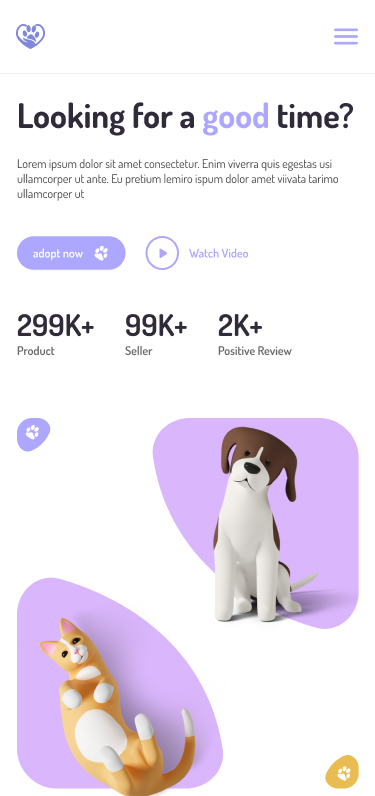 Looking for a good time?
Lorem ipsum dolor sit amet consectetur. Enim viverra quis egestas usi
ullamcorper ut ante. Eu pretium lemiro ispum dolor amet viivata tarimo
ullamcorper ut
adopt now
Watch Video
299K+ 99K+ 2K+
Product Seller Positive Review